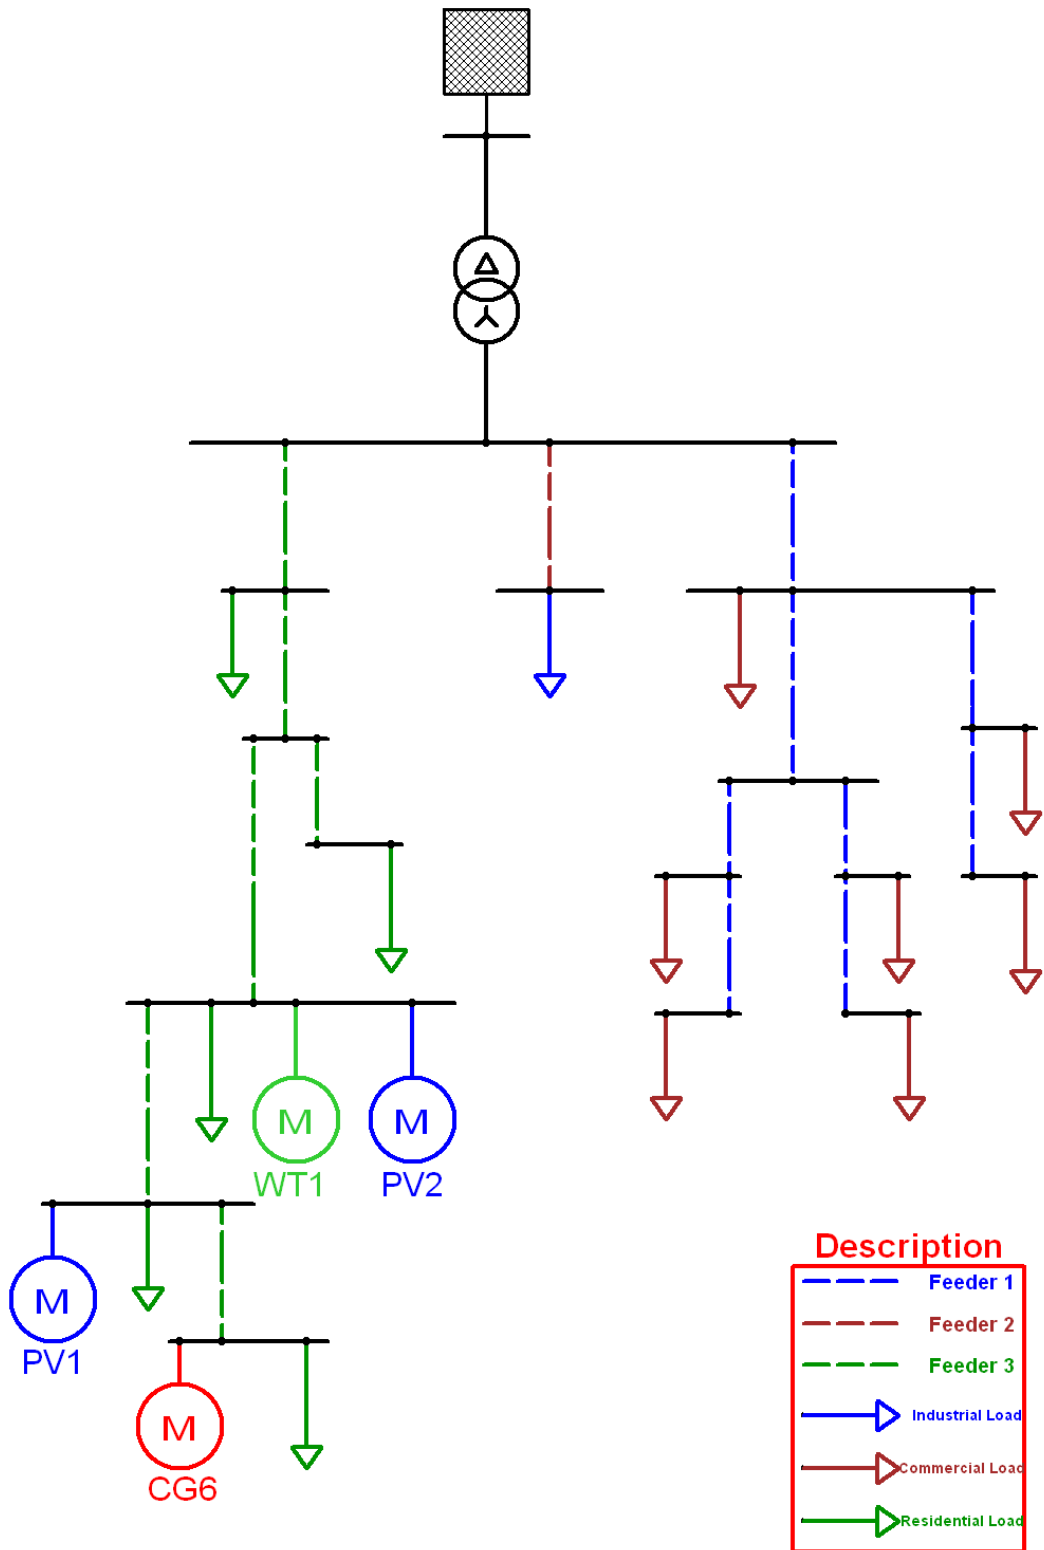 M
M
WT1
PV2
M
PV1
M
CG6
Description
Feeder 1
Feeder 2
Feeder 3
Industrial Load
Commercial Load
Residential Load